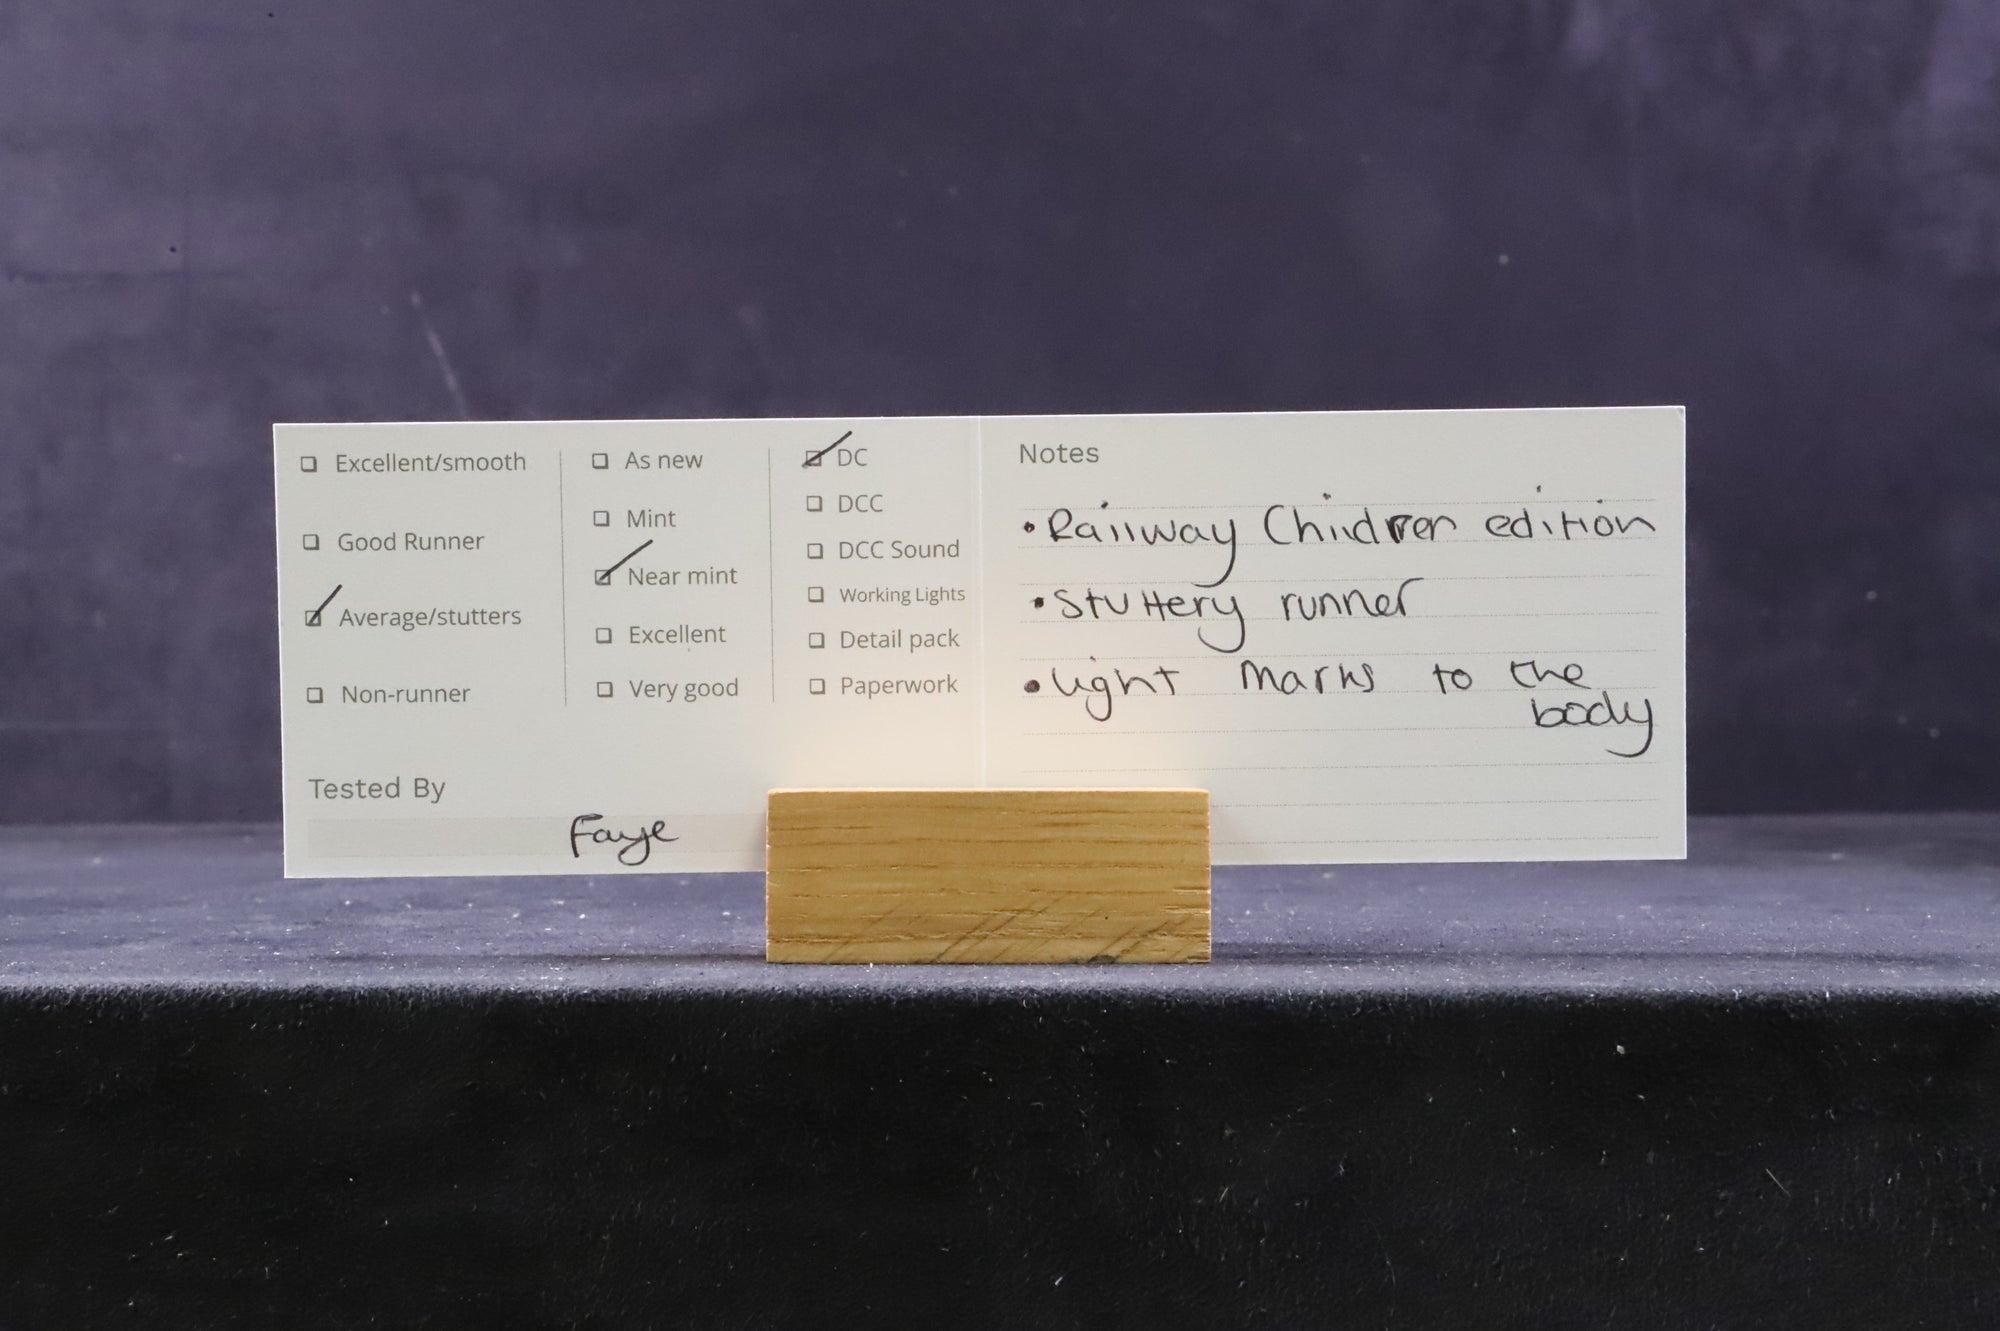 Excellent/smooth
Good Runner
Average/stutters
Non-runner
As new
Mint
Near mint
Excellent
Very good
DC
DCC
DCC Sound
Working Lights
Detail pack
Paperwork
Tested By
Faye
Notes
• Railway Children edition
• Stuttery runner
• light marks to the
body